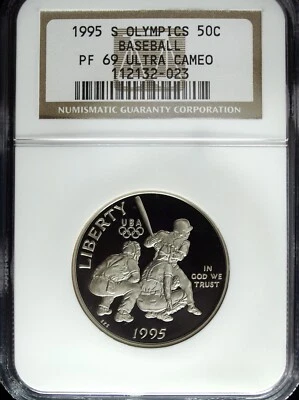 1995 S OLYMPICS 50C
BASEBALL
PF 69 ULTRA CAMEO
112132-023
NUMISMATIC GUARANTY CORPORATION
LIBERTY
USA
IN
GOD WE
TRUST
1995